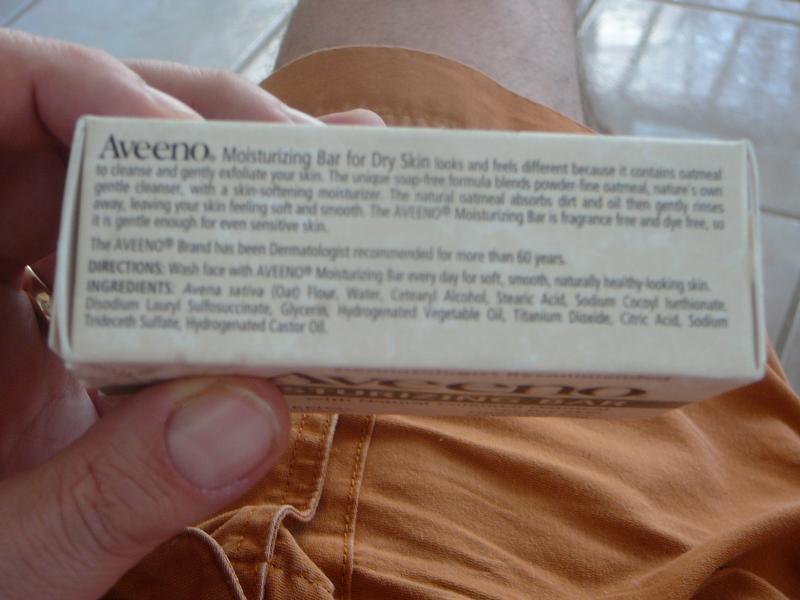 Aveeno® Moisturizing Bar for Dry Skin looks and feels different because it contains oatmeal
to cleanse and gently exfoliate your skin. The unique soap-free formula blends powder-fine oatmeal, nature's own
gentle cleanser, with a skin-softening moisturizer. The natural oatmeal absorbs dirt and oil then gently rinses
away, leaving your skin feeling soft and smooth. The AVEENO® Moisturizing Bar is fragrance free and dye free, so
it is gentle enough for even sensitive skin.
The AVEENO® Brand has been Dermatologist recommended for more than 60 years.
DIRECTIONS: Wash face with AVEENO® Moisturizing Bar every day for soft, smooth, naturally healthy-looking skin.
INGREDIENTS: Avena sativa (Oat) Flour, Water, Cetearyl Alcohol, Stearic Acid, Sodium Cocoyl Isethionate,
Disodium Lauryl Sulfosuccinate, Glycerin, Hydrogenated Vegetable Oil, Titanium Dioxide, Citric Acid, Sodium
Trideceth Sulfate, Hydrogenated Castor Oil.
Aveeno
BAR